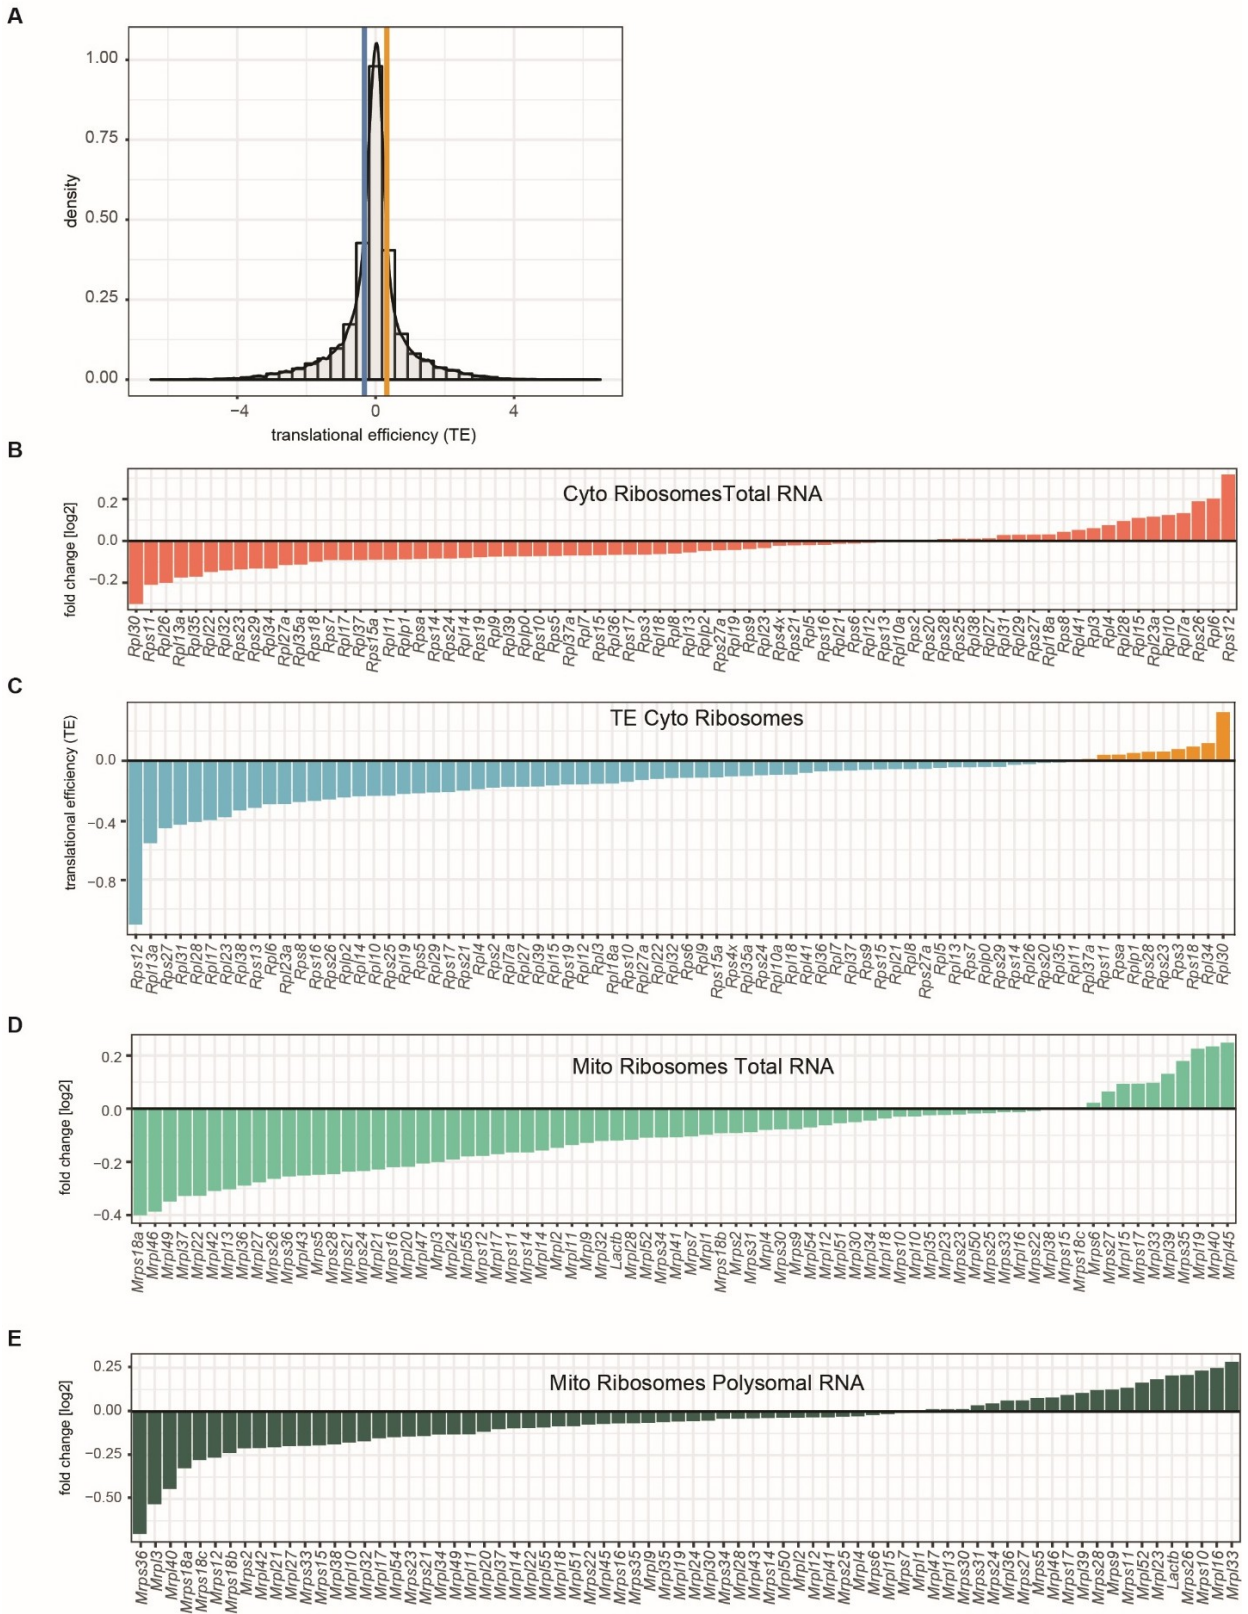 A
1.00
0.75
0.50
0.25
0.00
density
−4 0 4
translational efficiency (TE)
B
Cyto RibosomesTotal RNA
0.2
0.0
−0.2
fold change [log2]
Rpl30 Rps11 Rpl26 Rpl13a Rpl35 Rpl22 Rpl32 Rps23 Rps29 Rpl34 Rpl27a Rpl35a Rps18 Rps7 Rpl17 Rpl37 Rps15a Rpl11 Rplp1 Rpsa Rps14 Rps24 Rpl14 Rps19 Rpl9 Rpl39 Rplp0 Rps10 Rps5 Rpl37a Rpl7 Rps15 Rpl36 Rps17 Rps3 Rpl18 Rpl8 Rpl13 Rplp2 Rps27a Rpl19 Rps9 Rpl23 Rps4x Rps21 Rpl5 Rps16 Rpl21 Rps6 Rpl12 Rps13 Rpl10a Rps2 Rps20 Rps28 Rps25 Rpl38 Rpl27 Rpl31 Rpl29 Rps27 Rpl18a Rps8 Rpl41 Rpl3 Rpl4 Rpl28 Rpl15 Rpl23a Rpl10 Rpl7a Rps26 Rpl6 Rps12
C
TE Cyto Ribosomes
0.0
−0.4
−0.8
translational efficiency (TE)
Rps12 Rpl13a Rps27 Rpl31 Rpl28 Rpl17 Rpl23 Rpl38 Rps13 Rpl6 Rpl23a Rps8 Rps16 Rps26 Rplp2 Rpl14 Rpl10 Rps25 Rpl19 Rps5 Rpl29 Rps17 Rps21 Rpl4 Rps2 Rpl7a Rpl27 Rpl39 Rpl15 Rps19 Rpl12 Rpl3 Rpl18a Rps10 Rpl27a Rpl22 Rpl32 Rps6 Rpl9 Rps15a Rps4x Rpl35a Rps24 Rpl10a Rpl18 Rpl41 Rpl36 Rpl7 Rpl37 Rps9 Rps15 Rpl21 Rpl8 Rps27a Rpl5 Rpl13 Rps7 Rplp0 Rps29 Rps14 Rpl26 Rps20 Rpl35 Rpl11 Rpl37a Rps11 Rpsa Rplp1 Rps28 Rps23 Rps3 Rps18 Rpl34 Rpl30
D
Mito Ribosomes Total RNA
0.2
0.0
−0.2
−0.4
fold change [log2]
Mrps18a Mrpl46 Mrpl49 Mrpl37 Mrpl22 Mrpl42 Mrpl13 Mrpl36 Mrpl27 Mrps26 Mrps36 Mrpl43 Mrps5 Mrps28 Mrps21 Mrps24 Mrpl21 Mrps16 Mrpl20 Mrpl47 Mrpl3 Mrpl24 Mrpl55 Mrps12 Mrpl17 Mrps11 Mrps14 Mrpl14 Mrpl2 Mrpl11 Mrpl9 Mrpl32 Lactb Mrpl28 Mrpl52 Mrps34 Mrpl41 Mrps7 Mrpl1 Mrps18b Mrps2 Mrps31 Mrpl4 Mrps30 Mrps9 Mrpl54 Mrpl12 Mrpl51 Mrpl30 Mrpl34 Mrpl18 Mrps10 Mrpl10 Mrpl35 Mrpl23 Mrps23 Mrpl50 Mrps25 Mrps33 Mrpl16 Mrps22 Mrpl38 Mrps15 Mrps18c Mrps6 Mrps27 Mrpl15 Mrps17 Mrpl33 Mrpl39 Mrps35 Mrpl19 Mrpl40 Mrpl45
E
Mito Ribosomes Polysomal RNA
0.25
0.00
−0.25
−0.50
fold change [log2]
Mrps36 Mrpl3 Mrpl40 Mrps18a Mrps18c Mrps12 Mrps18b Mrps2 Mrpl42 Mrpl21 Mrpl27 Mrps33 Mrps15 Mrpl38 Mrpl10 Mrpl32 Mrpl17 Mrpl54 Mrps23 Mrps21 Mrpl34 Mrpl49 Mrpl11 Mrpl20 Mrpl37 Mrpl14 Mrpl22 Mrpl55 Mrpl18 Mrpl51 Mrps22 Mrpl45 Mrps16 Mrps35 Mrpl9 Mrpl35 Mrpl19 Mrpl24 Mrpl30 Mrps34 Mrpl28 Mrpl43 Mrps14 Mrpl50 Mrpl2 Mrpl12 Mrpl41 Mrps25 Mrpl4 Mrps6 Mrpl15 Mrps7 Mrpl1 Mrpl47 Mrpl13 Mrps30 Mrps31 Mrps24 Mrpl36 Mrps27 Mrps5 Mrpl46 Mrps17 Mrpl39 Mrps28 Mrps9 Mrps11 Mrpl52 Mrpl23 Lactb Mrps26 Mrps10 Mrpl16 Mrpl33